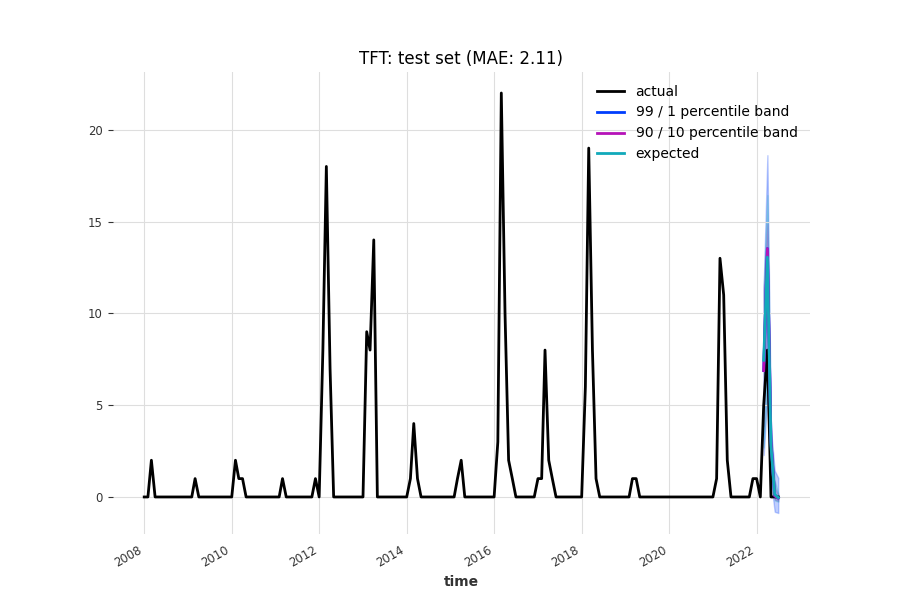 TFT: test set (MAE: 2.11)
actual
99 / 1 percentile band
90 / 10 percentile band
expected
20
15
10
5
0
2008
2010
2012
2014
2016
2018
2020
2022
time